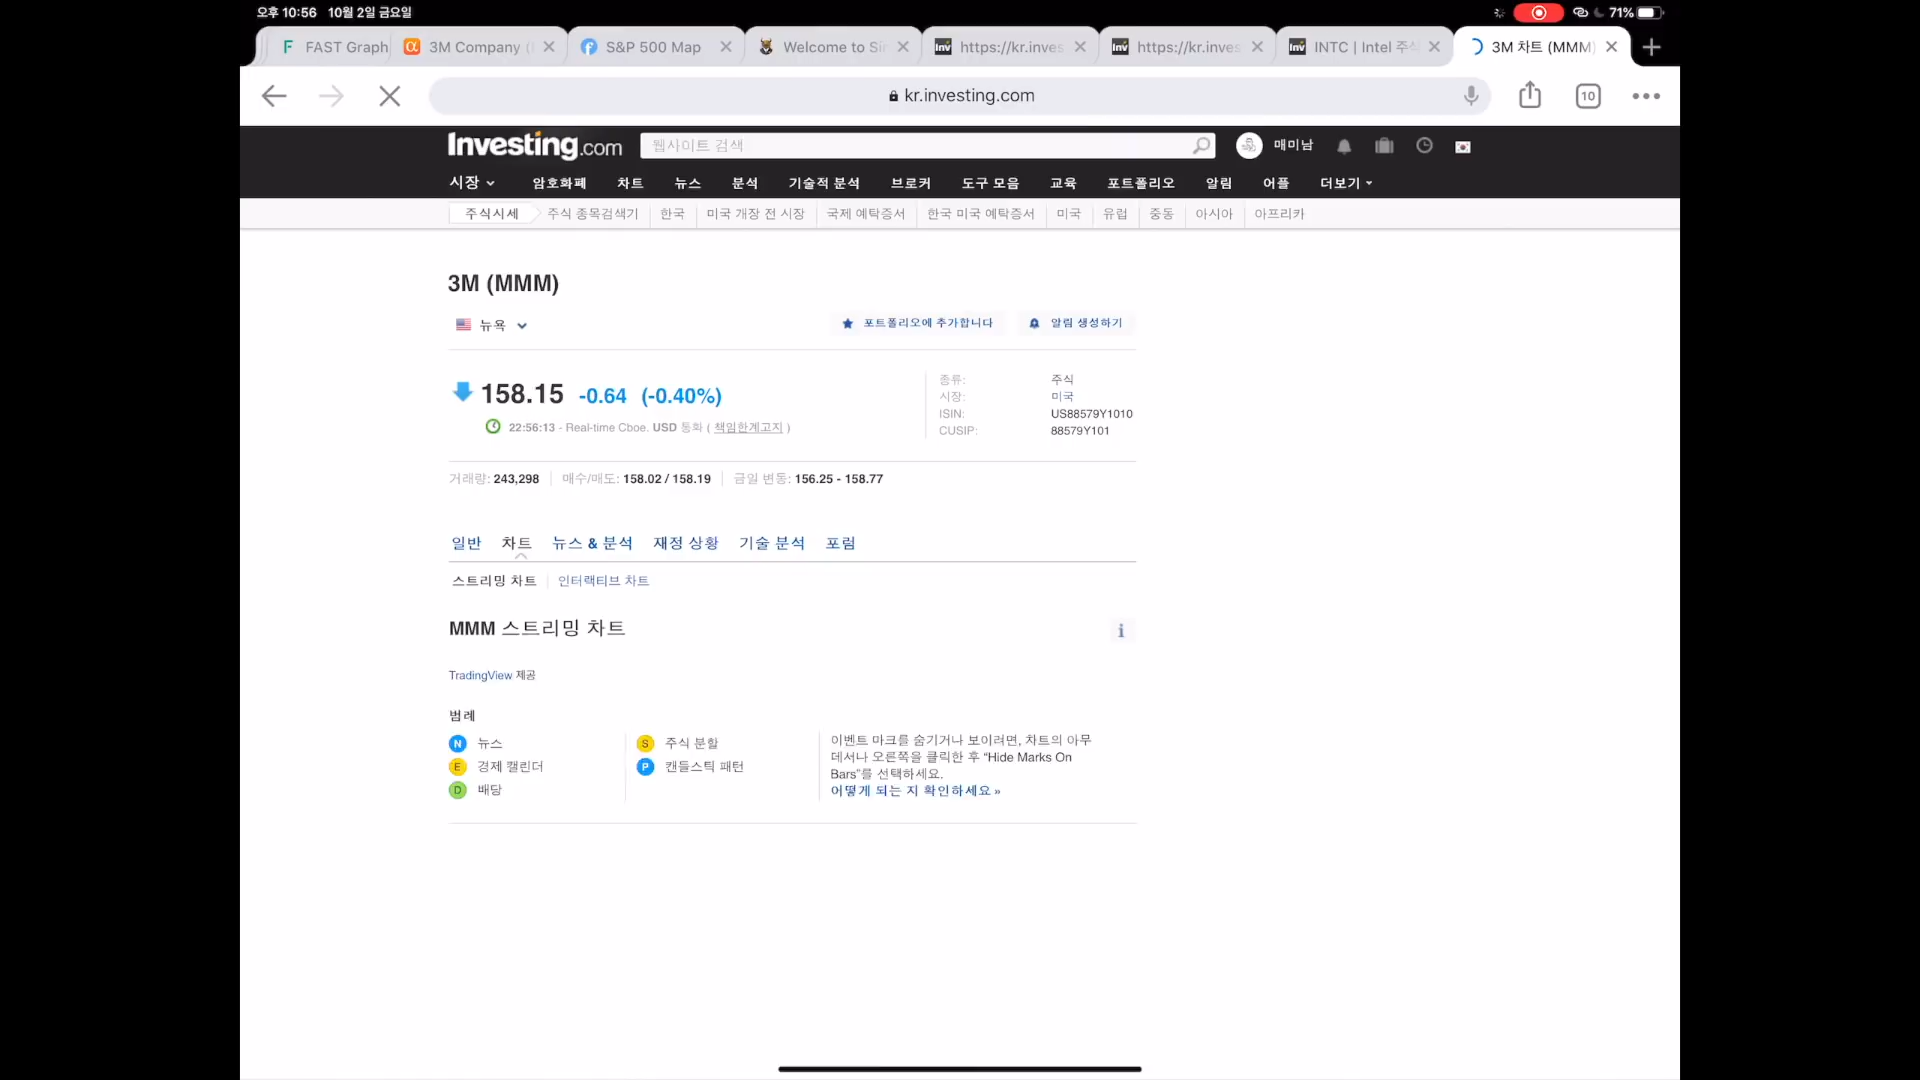 오후 10:56 10월 2일 금요일
71%
FAST Graph
3M Company (
S&P 500 Map
Welcome to Sin
https://kr.inves
https://kr.inves
INTC | Intel 주식
3M 차트 (MMM)
kr.investing.com
10
Investing.com
웹사이트 검색
매미남
시장 암호화폐 차트 뉴스 분석 기술적 분석 브로커 도구 모음 교육 포트폴리오 알림 어플 더보기
주식시세 주식 종목검색기 한국 미국 개장 전 시장 국제 예탁증서 한국 미국 예탁증서 미국 유럽 중동 아시아 아프리카
3M (MMM)
뉴욕
포트폴리오에 추가합니다
알림 생성하기
158.15 -0.64 (-0.40%)
22:56:13 - Real-time Cboe. USD 통화 ( 책임한계고지 )
종류: 주식
시장: 미국
ISIN: US88579Y1010
CUSIP: 88579Y101
거래량: 243,298 매수/매도: 158.02 / 158.19 금일 변동: 156.25 - 158.77
일반 차트 뉴스 & 분석 재정 상황 기술 분석 포럼
스트리밍 차트 인터랙티브 차트
MMM 스트리밍 차트
i
TradingView 제공
범례
N 뉴스
E 경제 캘린더
D 배당
S 주식 분할
P 캔들스틱 패턴
이벤트 마크를 숨기거나 보이려면, 차트의 아무
데서나 오른쪽을 클릭한 후 “Hide Marks On
Bars”를 선택하세요.
어떻게 되는 지 확인하세요 »